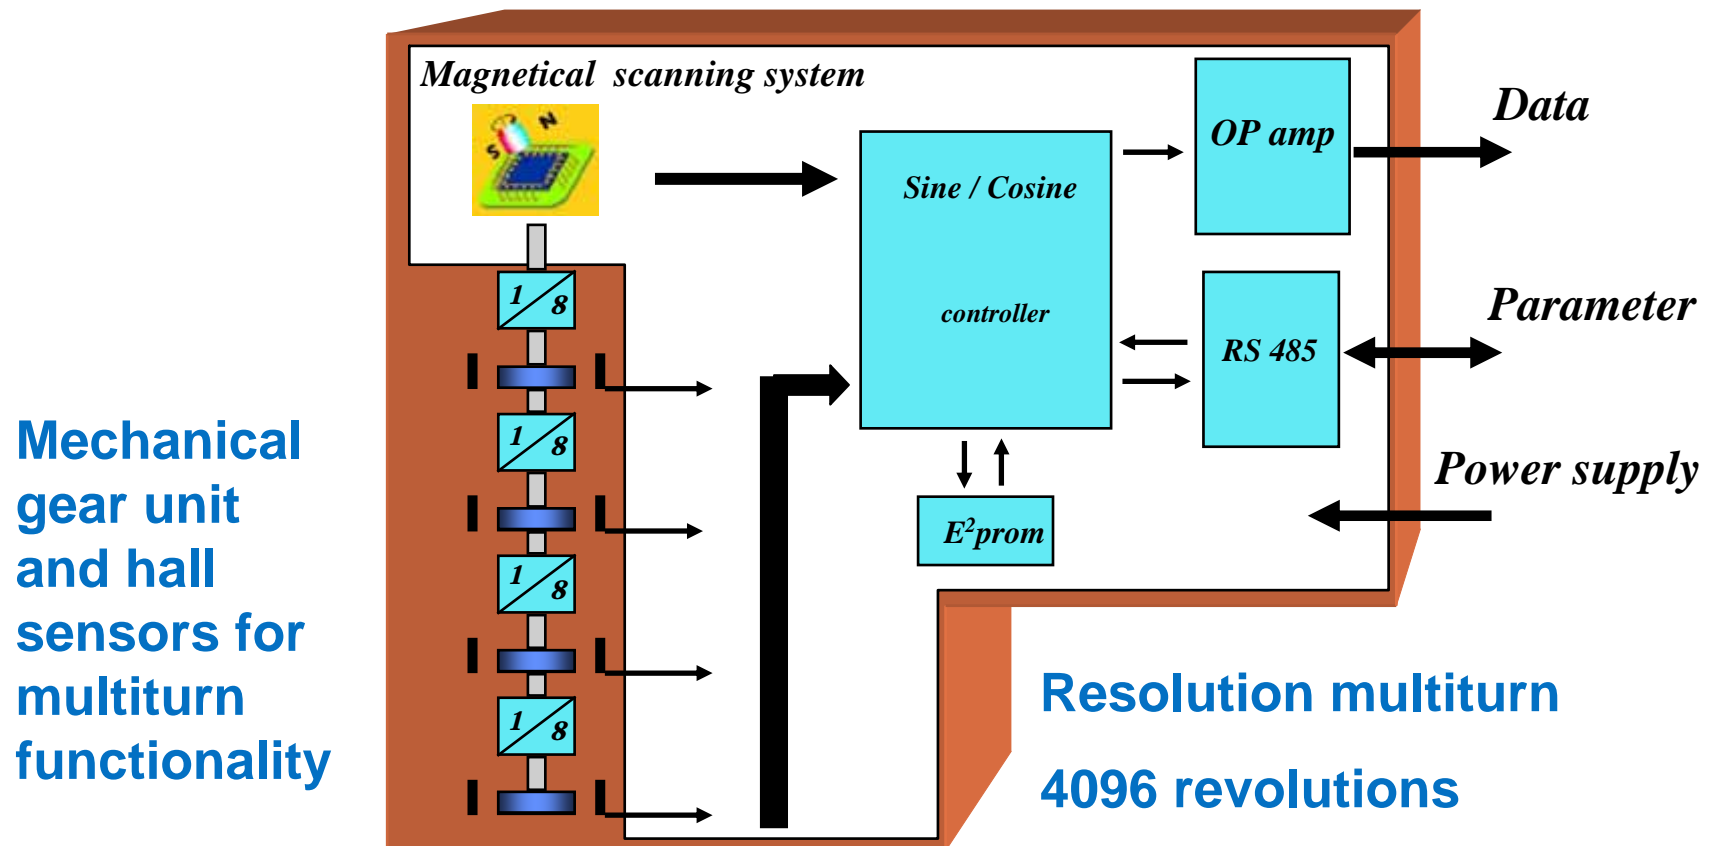 Magnetical scanning system
S
N
1/8
1/8
1/8
1/8
Sine / Cosine
controller
OP amp
RS 485
E²prom
Data
Parameter
Power supply
Mechanical
gear unit
and hall
sensors for
multiturn
functionality
Resolution multiturn
4096 revolutions